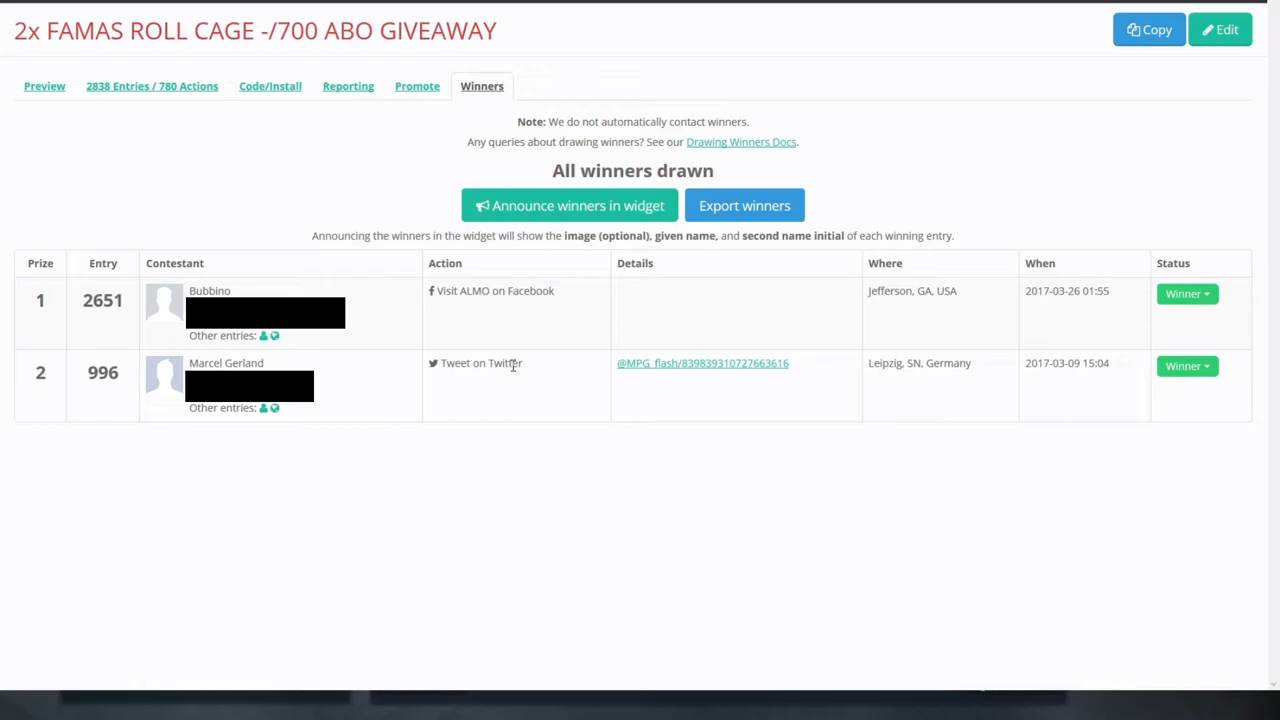 2x FAMAS ROLL CAGE -/700 ABO GIVEAWAY
Copy
Edit
Preview
2838 Entries / 780 Actions
Code/Install
Reporting
Promote
Winners
Note: We do not automatically contact winners.
Any queries about drawing winners? See our Drawing Winners Docs.
All winners drawn
Announce winners in widget
Export winners
Announcing the winners in the widget will show the image (optional), given name, and second name initial of each winning entry.
Prize Entry Contestant Action Details Where When Status
1 2651 Bubbino Visit ALMO on Facebook Jefferson, GA, USA 2017-03-26 01:55 Winner
Other entries:
2 996 Marcel Gerland Tweet on Twitter @MPG_flash/839839310727663616 Leipzig, SN, Germany 2017-03-09 15:04 Winner
Other entries: